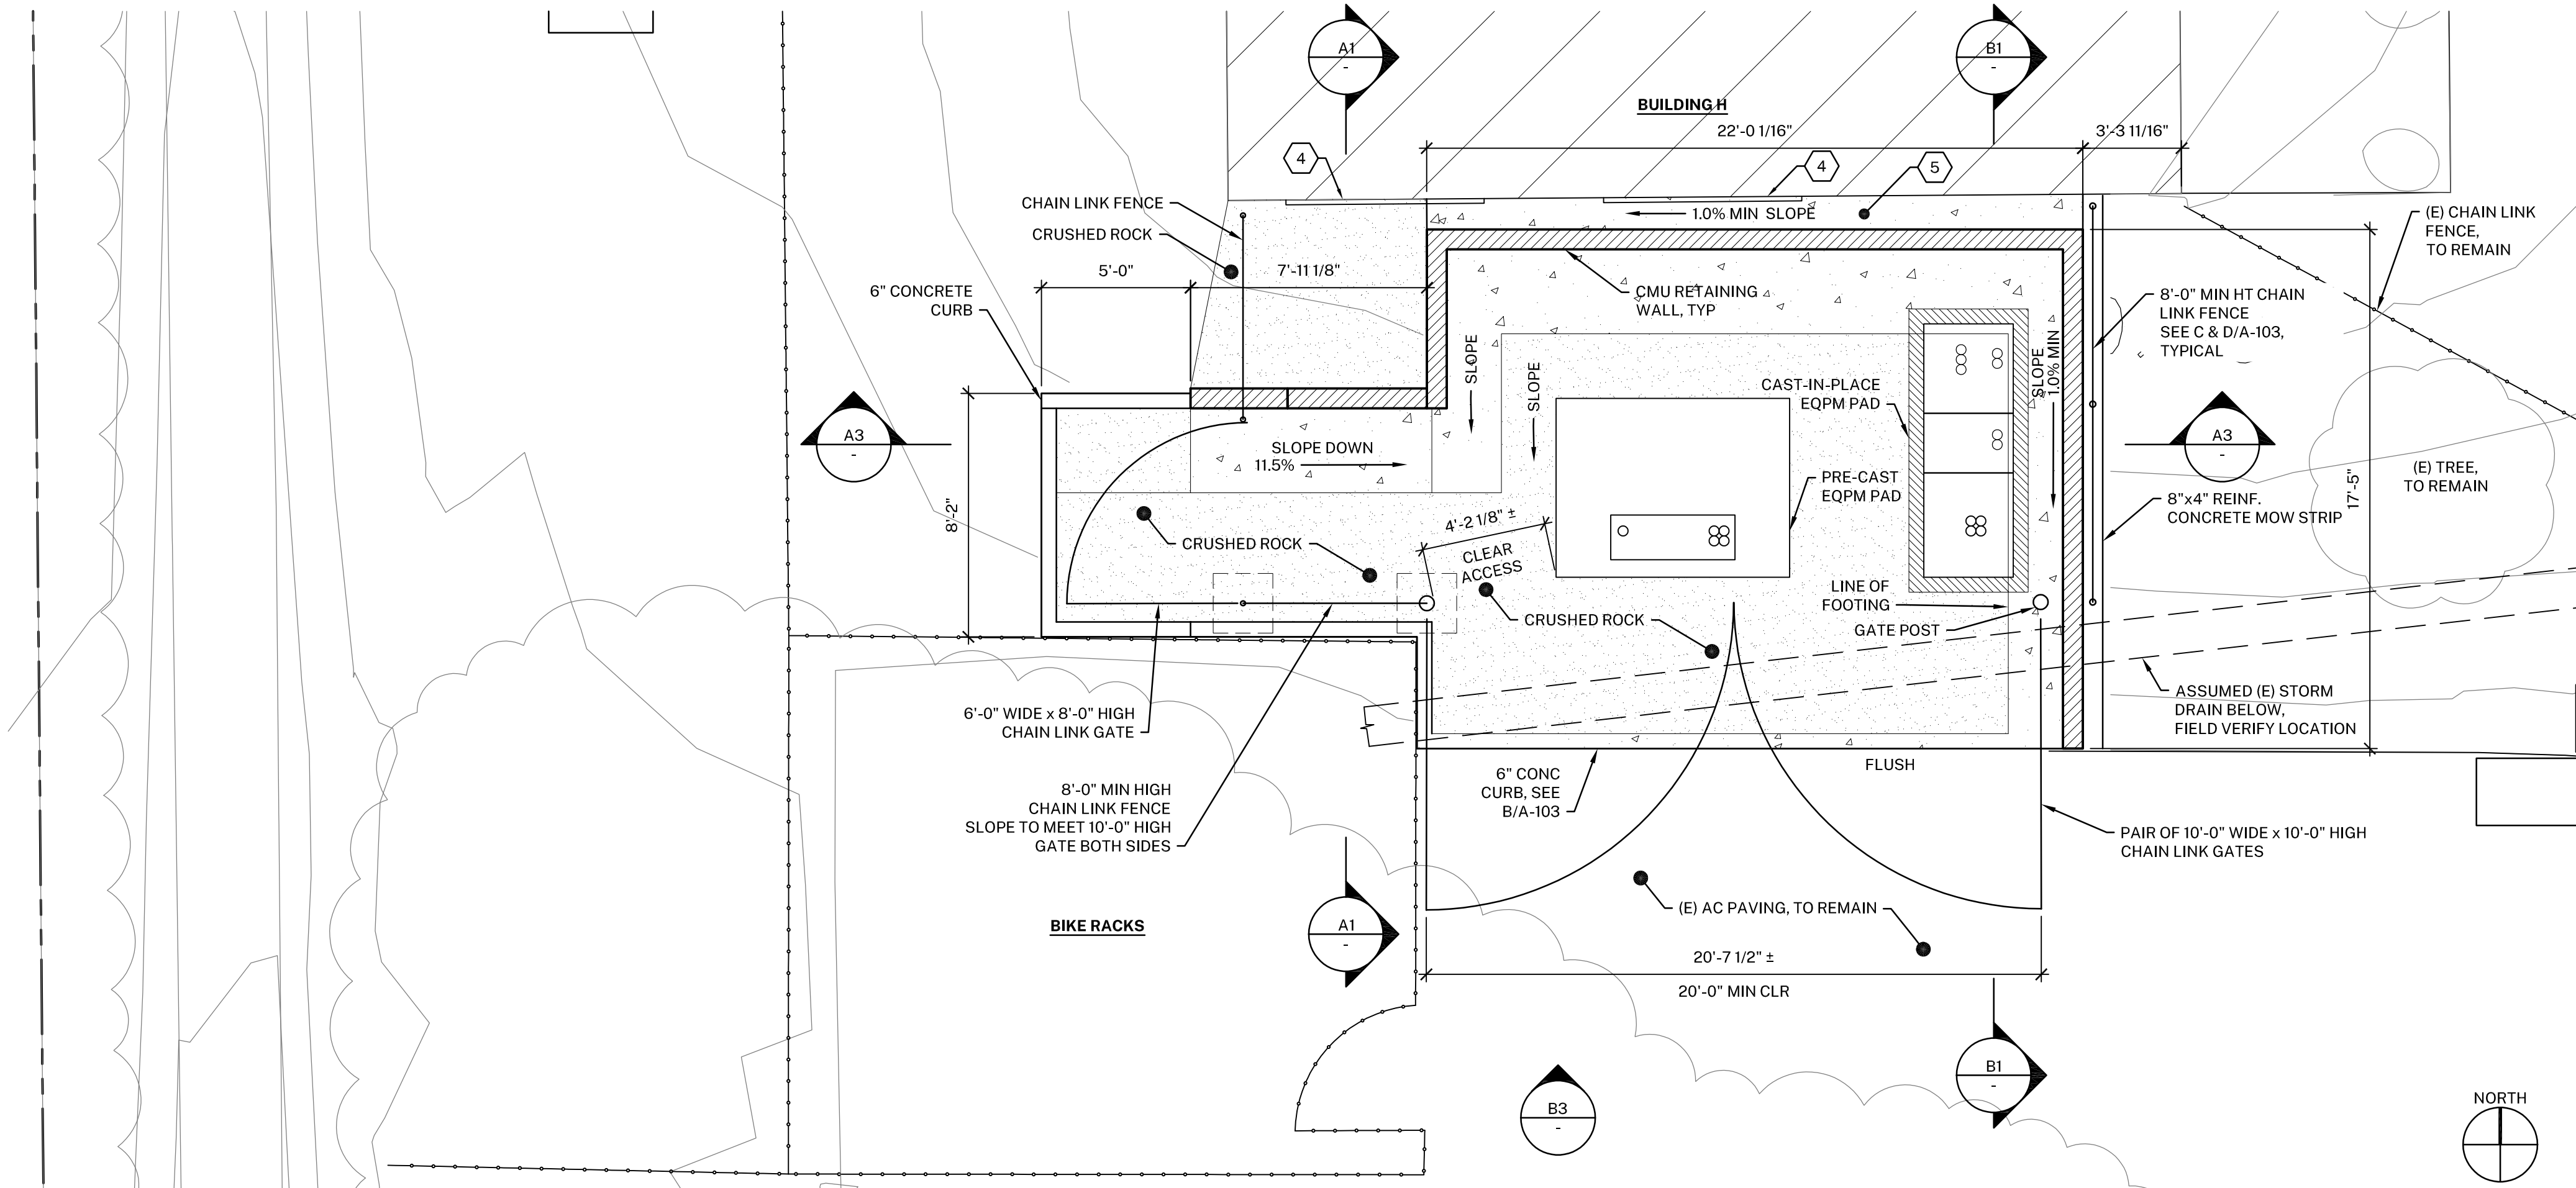 A1
-
B1
-
BUILDING H
22'-0 1/16"
3'-3 11/16"
4
4
5
CHAIN LINK FENCE
CRUSHED ROCK
1.0% MIN SLOPE
(E) CHAIN LINK
FENCE,
TO REMAIN
5'-0"
7'-11 1/8"
6" CONCRETE
CURB
CMU RETAINING
WALL, TYP
8'-0" MIN HT CHAIN
LINK FENCE
SEE C & D/A-103,
TYPICAL
SLOPE
SLOPE
SLOPE
1.0% MIN
CAST-IN-PLACE
EQPM PAD
A3
-
A3
-
SLOPE DOWN
11.5%
PRE-CAST
EQPM PAD
(E) TREE,
TO REMAIN
17'-5"
8"x4" REINF.
CONCRETE MOW STRIP
8'-2"
4'-2 1/8" ±
CLEAR
ACCESS
CRUSHED ROCK
LINE OF
FOOTING
CRUSHED ROCK
GATE POST
6'-0" WIDE x 8'-0" HIGH
CHAIN LINK GATE
ASSUMED (E) STORM
DRAIN BELOW,
FIELD VERIFY LOCATION
8'-0" MIN HIGH
CHAIN LINK FENCE
SLOPE TO MEET 10'-0" HIGH
GATE BOTH SIDES
6" CONC
CURB, SEE
B/A-103
FLUSH
PAIR OF 10'-0" WIDE x 10'-0" HIGH
CHAIN LINK GATES
BIKE RACKS
A1
-
(E) AC PAVING, TO REMAIN
20'-7 1/2" ±
20'-0" MIN CLR
B1
-
B3
-
NORTH